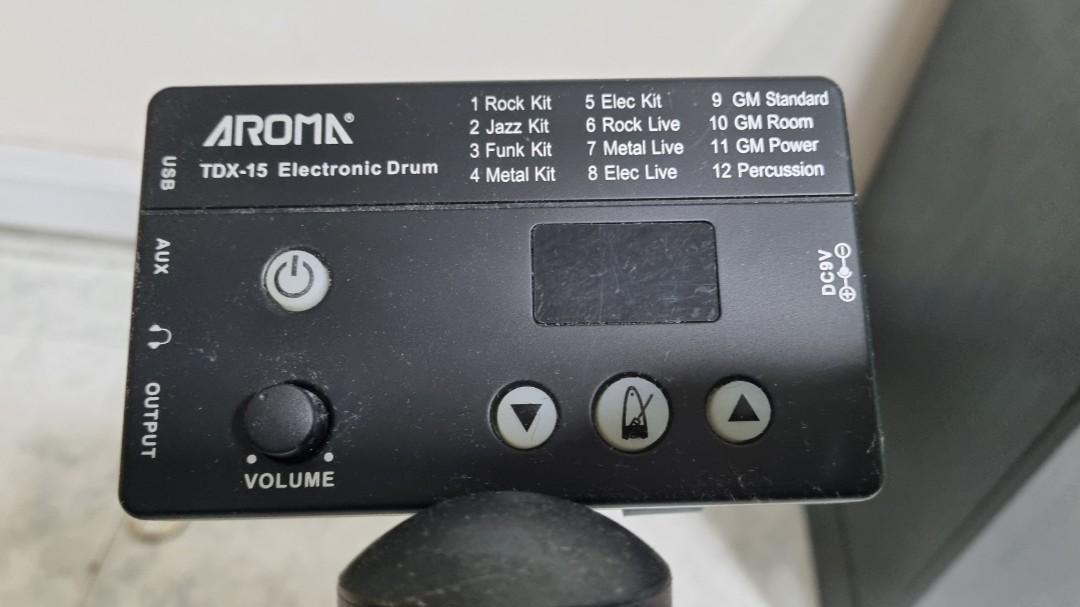 AROMA®
TDX-15 Electronic Drum
1 Rock Kit
2 Jazz Kit
3 Funk Kit
4 Metal Kit
5 Elec Kit
6 Rock Live
7 Metal Live
8 Elec Live
9 GM Standard
10 GM Room
11 GM Power
12 Percussion
USB
AUX
OUTPUT
VOLUME
DC9V